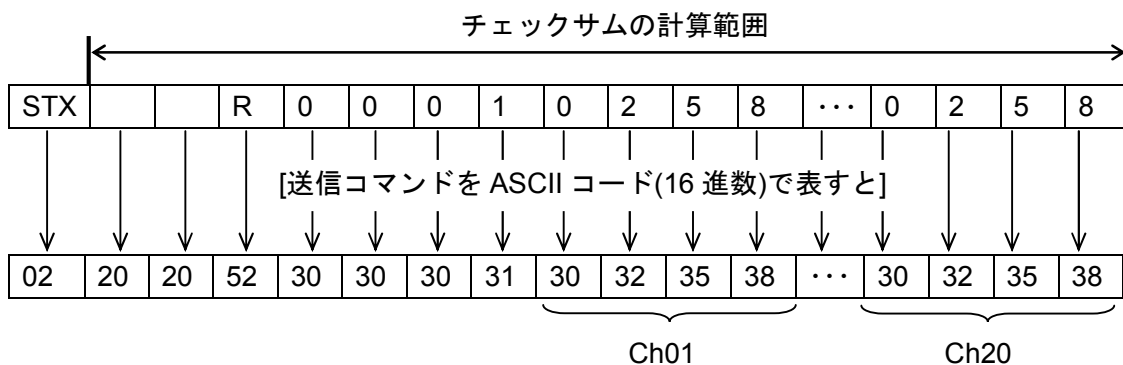 チェックサムの計算範囲
STX R 0 0 0 1 0 2 5 8 ・・・ 0 2 5 8
[送信コマンドを ASCII コード(16 進数)で表すと]
02 20 20 52 30 30 30 31 30 32 35 38 ・・・ 30 32 35 38
Ch01 Ch20